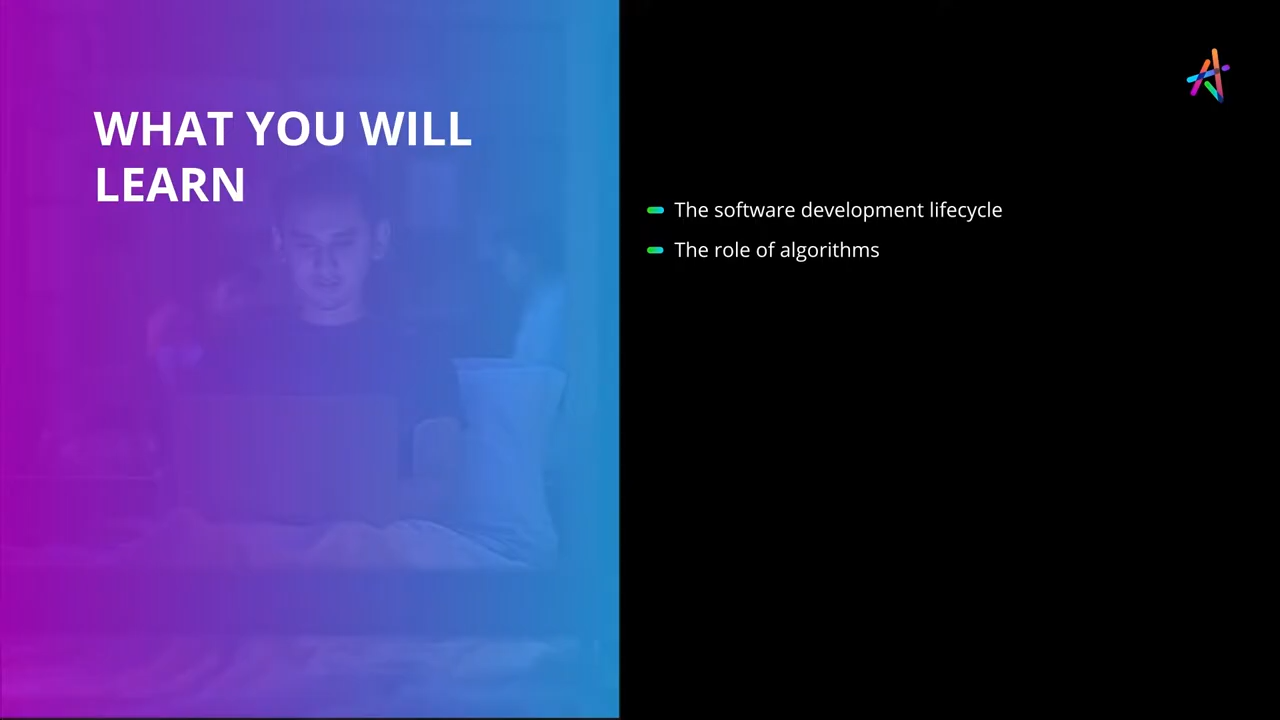 WHAT YOU WILL
LEARN
The software development lifecycle
The role of algorithms